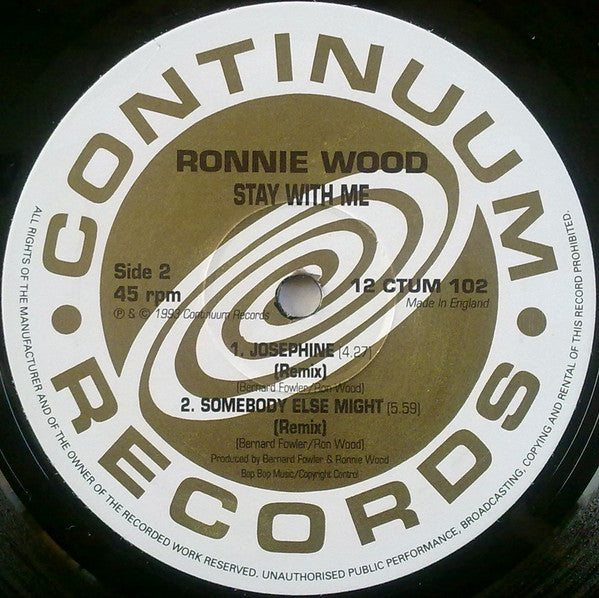 CONTINUUM
RONNIE WOOD
STAY WITH ME
Side 2
45 rpm
℗ & © 1993 Continuum Records
12 CTUM 102
Made In England
1. JOSEPHINE [4.27]
(Remix)
(Bernard Fowler/Ron Wood)
2. SOMEBODY ELSE MIGHT [5.59]
(Remix)
(Bernard Fowler/Ron Wood)
Produced by Bernard Fowler & Ronnie Wood
Bop Bop Music/Copyright Control
• RECORDS •
ALL RIGHTS OF THE MANUFACTURER AND OF THE OWNER OF THE RECORDED WORK RESERVED. UNAUTHORISED PUBLIC PERFORMANCE, BROADCASTING, COPYING AND RENTAL OF THIS RECORD PROHIBITED.